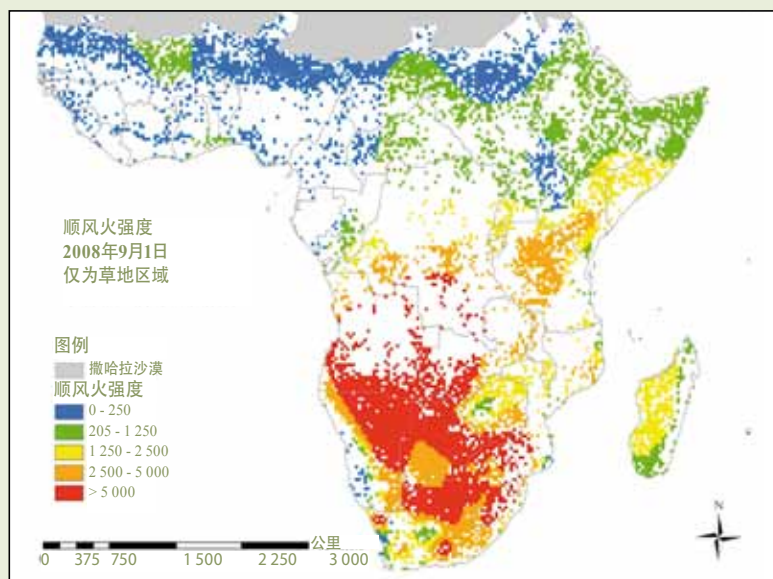 顺风火强度
2008年9月1日
仅为草地区域
图例
撒哈拉沙漠
顺风火强度
0 - 250
205 - 1 250
1 250 - 2 500
2 500 - 5 000
> 5 000
公里
0 375 750 1 500 2 250 3 000
N